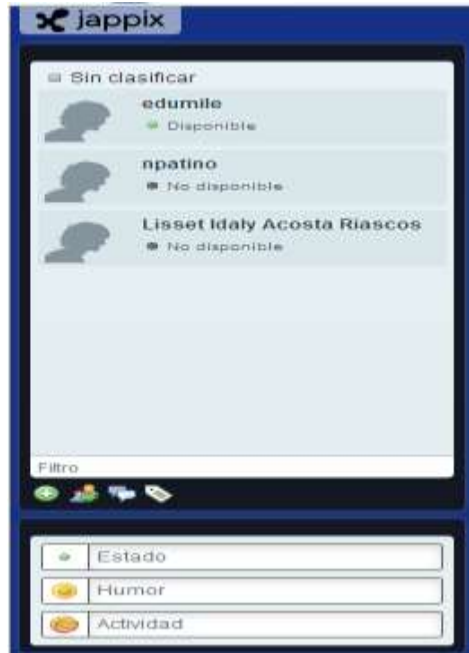 jappix
Sin clasificar
edumile
Disponible
npatino
No disponible
Lisset Idaly Acosta Riascos
No disponible
Filtro
Estado
Humor
Actividad